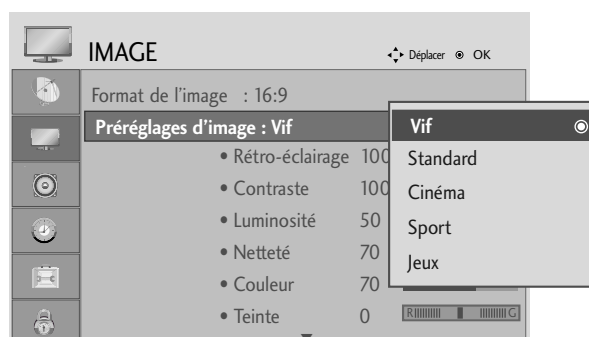 IMAGE
Déplacer OK
Format de l'image : 16:9
Préréglages d'image : Vif
• Rétro-éclairage 100
• Contraste 100
• Luminosité 50
• Netteté 70
• Couleur 70
• Teinte 0
R G
Vif
Standard
Cinéma
Sport
Jeux